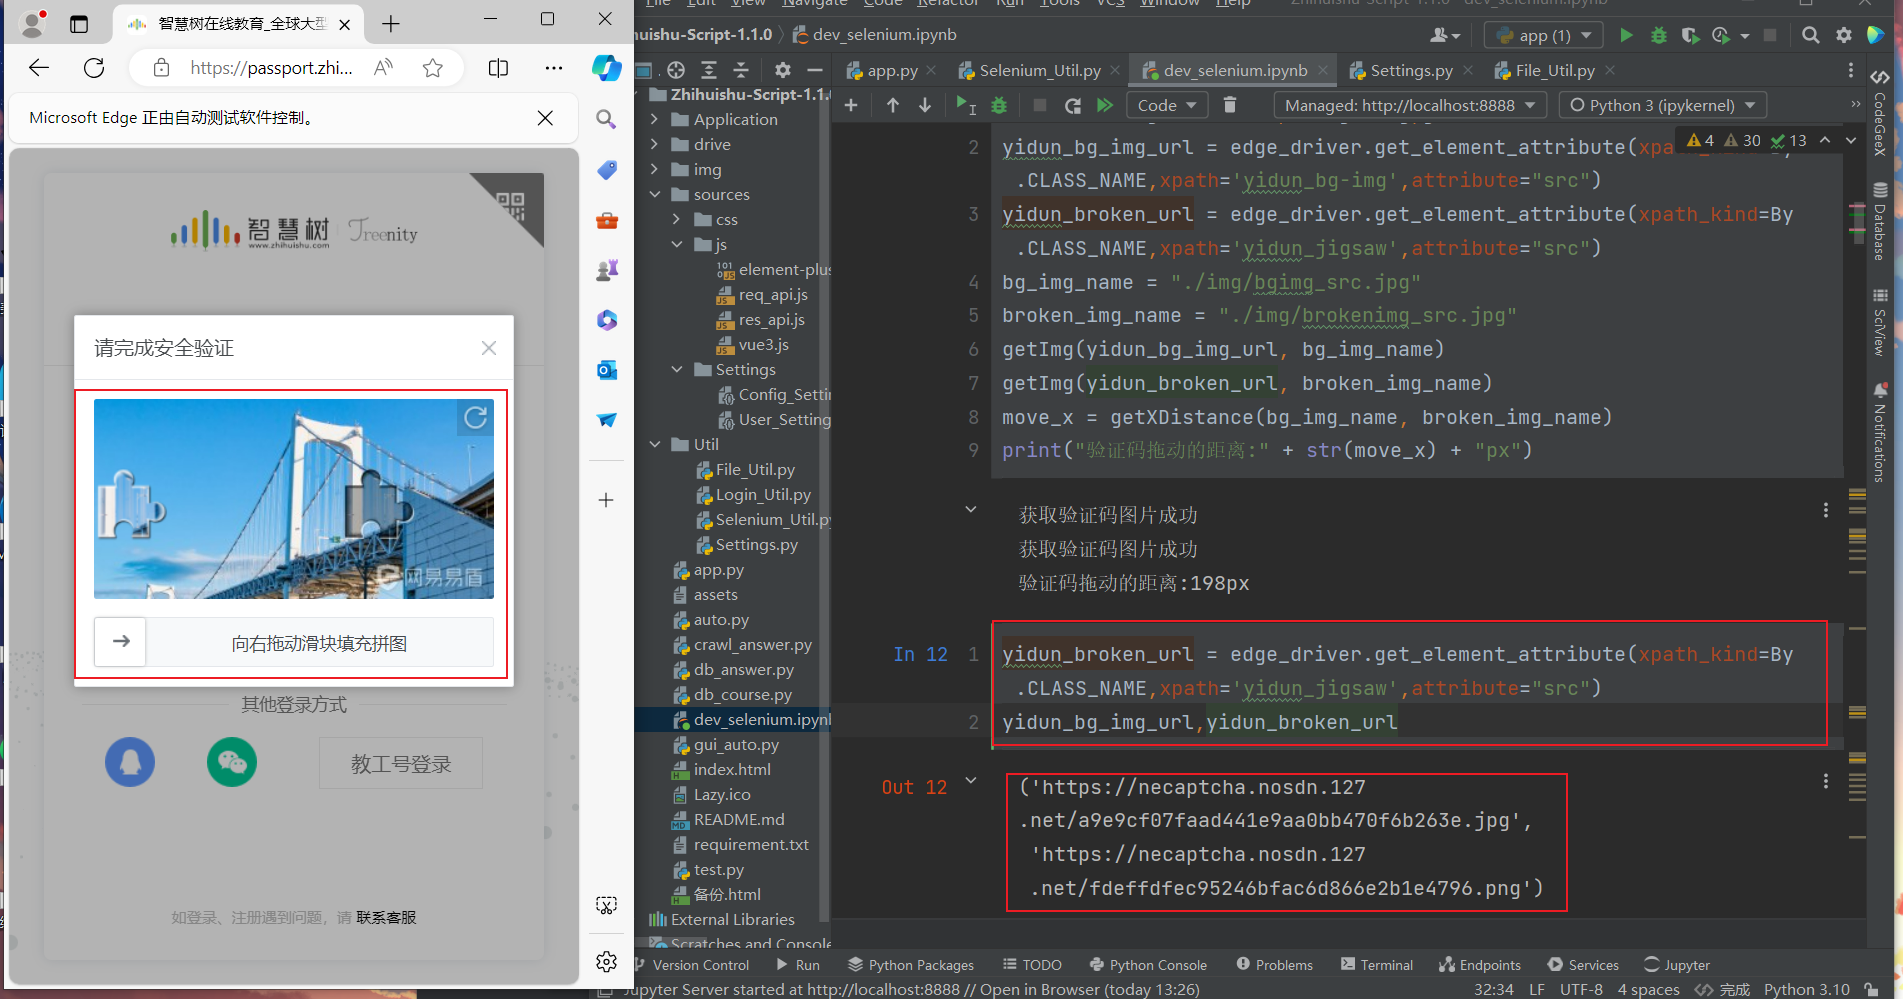 智慧树在线教育_全球大型
https://passport.zhi...
Microsoft Edge 正由自动测试软件控制。
智慧树
www.zhihuishu.com
Treenity
请完成安全验证
网易易盾
向右拖动滑块填充拼图
其他登录方式
教工号登录
如登录、注册遇到问题，请 联系客服
File Edit View Navigate Code Refactor Run Tools VCS Window Help
Zhihuishu-Script-1.1.0 - dev_selenium.ipynb
huishu-Script-1.1.0 dev_selenium.ipynb
app (1)
app.py
Selenium_Util.py
dev_selenium.ipynb
Settings.py
File_Util.py
Code
Managed: http://localhost:8888
Python 3 (ipykernel)
Zhihuishu-Script-1.1.
Application
drive
img
sources
css
js
element-plus
req_api.js
res_api.js
vue3.js
Settings
Config_Setti
User_Setting
Util
File_Util.py
Login_Util.py
Selenium_Util.py
Settings.py
app.py
assets
auto.py
crawl_answer.py
db_answer.py
db_course.py
dev_selenium.ipynb
gui_auto.py
index.html
Lazy.ico
README.md
requirement.txt
test.py
备份.html
External Libraries
Scratches and Console
4 30 13
2 yidun_bg_img_url = edge_driver.get_element_attribute(xpath_kind=By
.CLASS_NAME,xpath='yidun_bg-img',attribute="src")
3 yidun_broken_url = edge_driver.get_element_attribute(xpath_kind=By
.CLASS_NAME,xpath='yidun_jigsaw',attribute="src")
4 bg_img_name = "./img/bgimg_src.jpg"
5 broken_img_name = "./img/brokenimg_src.jpg"
6 getImg(yidun_bg_img_url, bg_img_name)
7 getImg(yidun_broken_url, broken_img_name)
8 move_x = getXDistance(bg_img_name, broken_img_name)
9 print("验证码拖动的距离:" + str(move_x) + "px")
获取验证码图片成功
获取验证码图片成功
验证码拖动的距离:198px
In 12 1 yidun_broken_url = edge_driver.get_element_attribute(xpath_kind=By
.CLASS_NAME,xpath='yidun_jigsaw',attribute="src")
2 yidun_bg_img_url,yidun_broken_url
Out 12 ('https://necaptcha.nosdn.127
.net/a9e9cf07faad441e9aa0bb470f6b263e.jpg',
'https://necaptcha.nosdn.127
.net/fdeffdfec95246bfac6d866e2b1e4796.png')
CodeGeeX
Database
SciView
Notifications
Version Control Run Python Packages TODO Python Console Problems Terminal Endpoints Services Jupyter
Jupyter Server started at http://localhost:8888 // Open in Browser (today 13:26)
32:34 LF UTF-8 4 spaces 完成 Python 3.10